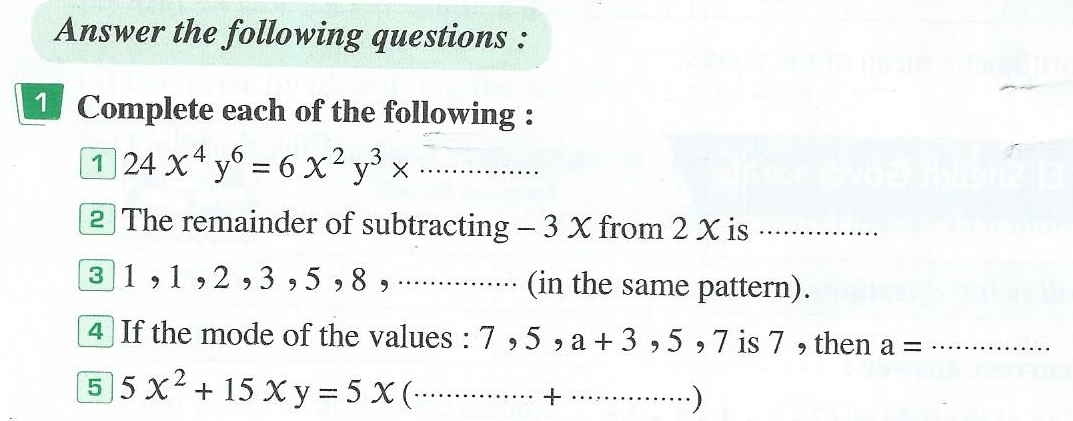 Answer the following questions :
1 Complete each of the following :
1 24 X⁴ y⁶ = 6 X² y³ × ...............
2 The remainder of subtracting – 3 X from 2 X is ...............
3 1 , 1 , 2 , 3 , 5 , 8 , ............... (in the same pattern).
4 If the mode of the values : 7 , 5 , a + 3 , 5 , 7 is 7 , then a = ...............
5 5 X² + 15 X y = 5 X (............... + ...............)